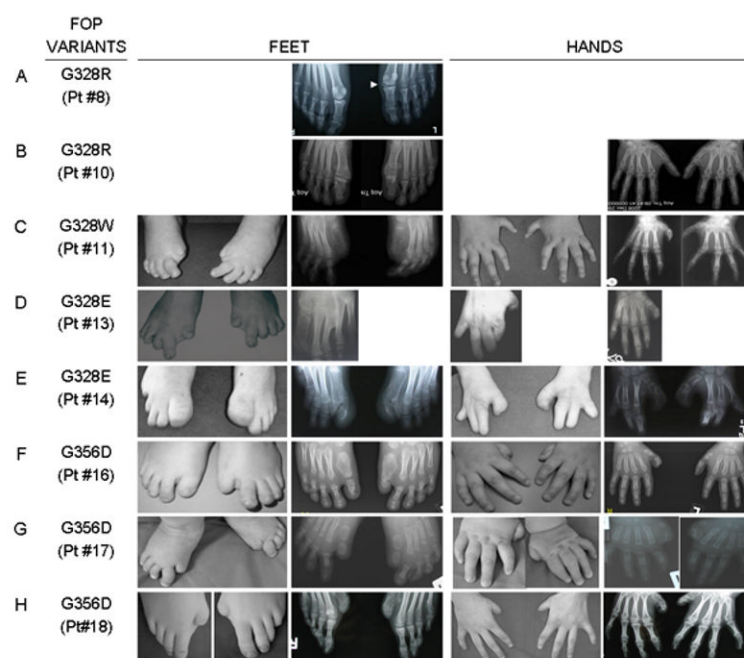 FOP
VARIANTS FEET HANDS
A G328R
(Pt #8)
B G328R
(Pt #10)
C G328W
(Pt #11)
D G328E
(Pt #13)
E G328E
(Pt #14)
F G356D
(Pt #16)
G G356D
(Pt #17)
H G356D
(Pt#18)